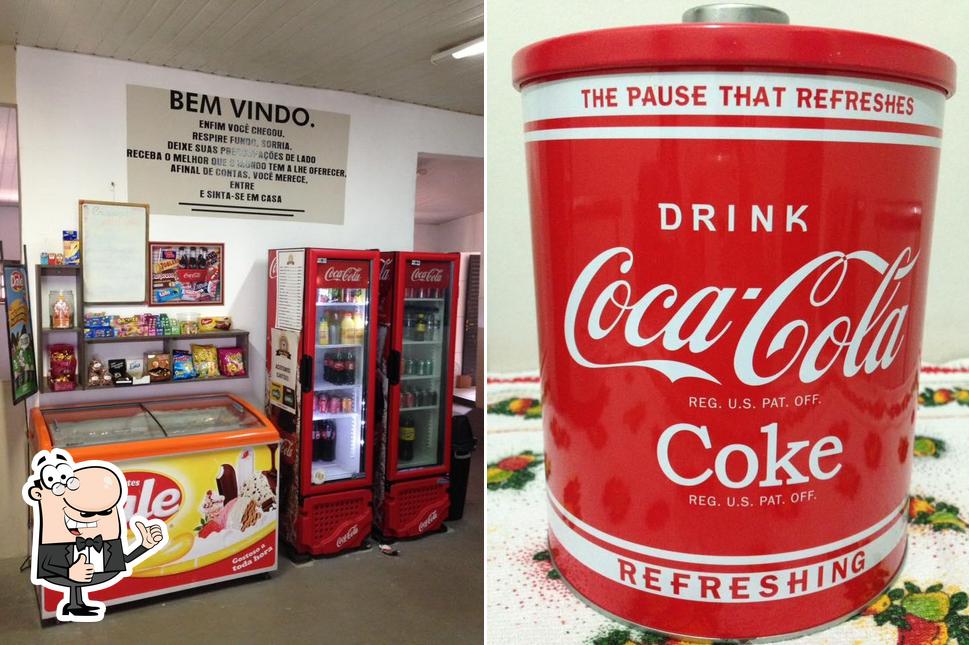 BEM VINDO.
ENFIM VOCÊ CHEGOU.
RESPIRE FUNDO, SORRIA.
DEIXE SUAS PREOCUPAÇÕES DE LADO
RECEBA O MELHOR QUE O MUNDO TEM A LHE OFERECER,
AFINAL DE CONTAS, VOCÊ MERECE,
ENTRE
E SINTA-SE EM CASA
Coca-Cola
Coca-Cola
Gostoso a
toda hora
Coca-Cola
Coca-Cola
THE PAUSE THAT REFRESHES
DRINK
Coca-Cola
REG. U.S. PAT. OFF.
Coke
REG. U.S. PAT. OFF.
REFRESHING